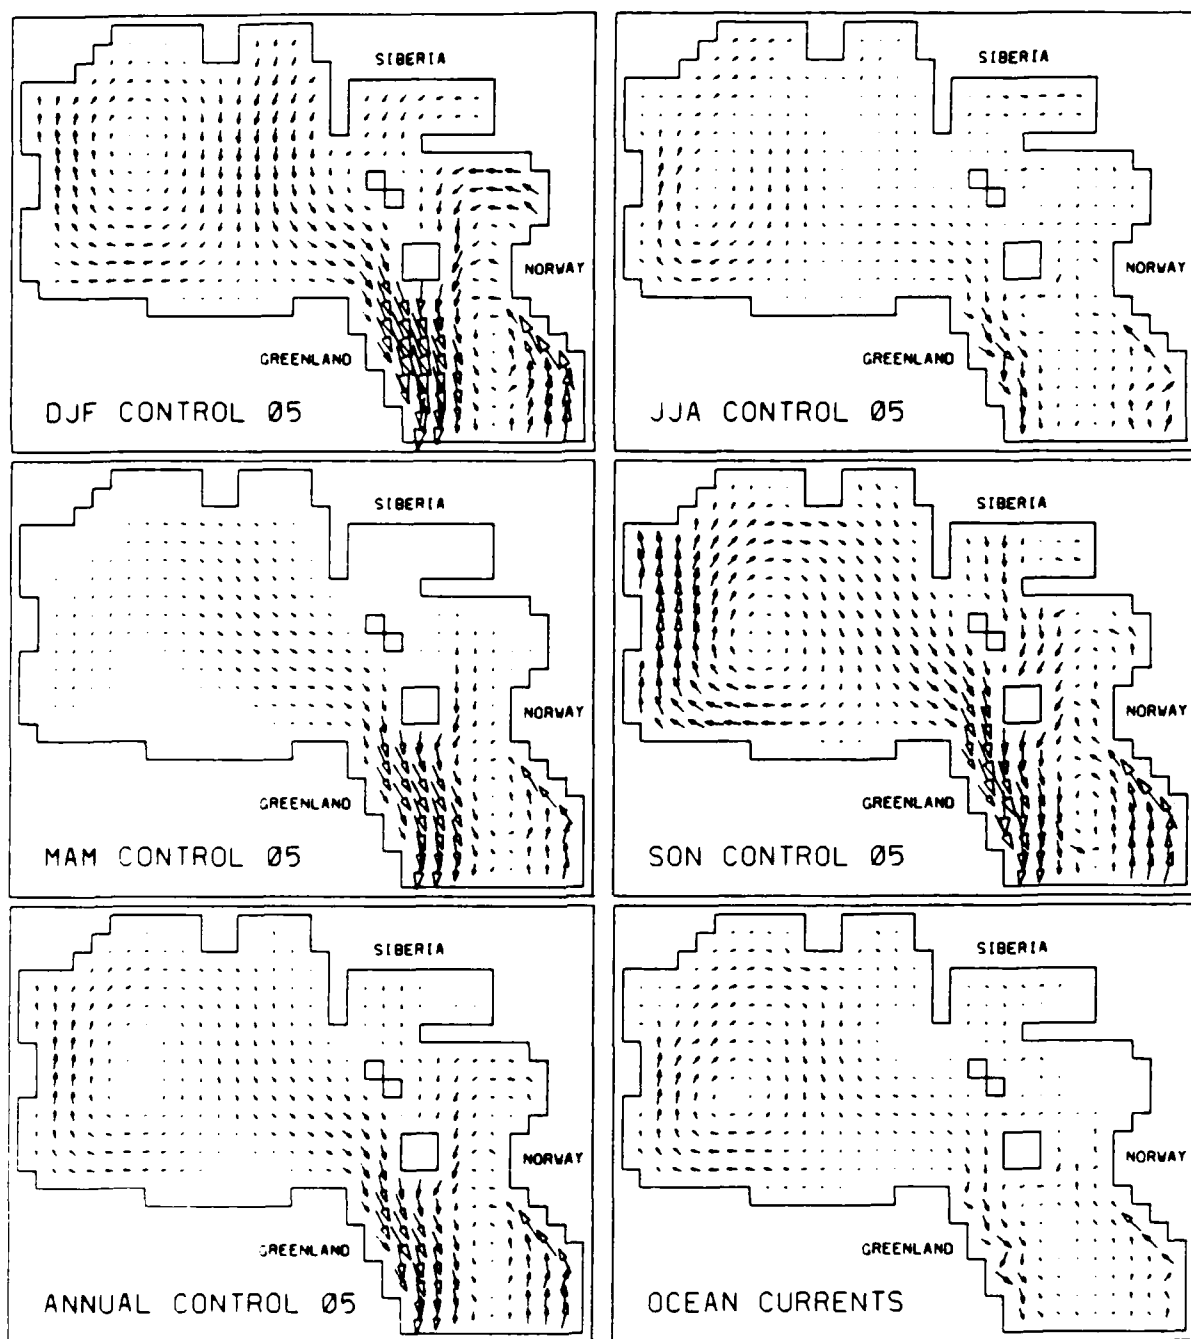 SIBERIA
NORWAY
GREENLAND
DJF CONTROL 05
SIBERIA
NORWAY
GREENLAND
JJA CONTROL 05
SIBERIA
NORWAY
GREENLAND
MAM CONTROL 05
SIBERIA
NORWAY
GREENLAND
SON CONTROL 05
SIBERIA
NORWAY
GREENLAND
ANNUAL CONTROL 05
SIBERIA
NORWAY
GREENLAND
OCEAN CURRENTS